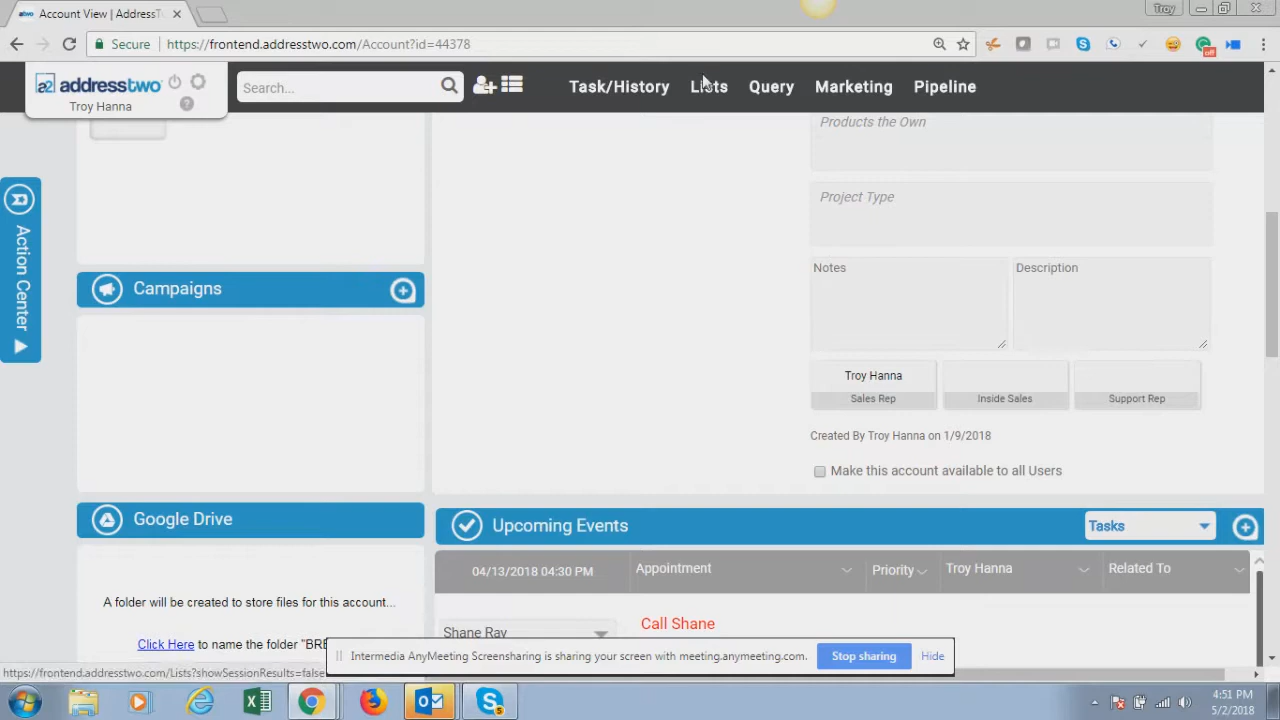 Account View | AddressT
Troy
Secure
https://frontend.addresstwo.com/Account?id=44378
off
a2 addresstwo
Troy Hanna
Search...
Task/History
Lists
Query
Marketing
Pipeline
Products the Own
Project Type
Action Center
Campaigns
Notes
Description
Troy Hanna
Sales Rep
Inside Sales
Support Rep
Created By Troy Hanna on 1/9/2018
Make this account available to all Users
Google Drive
Upcoming Events
Tasks
04/13/2018 04:30 PM
Appointment
Priority
Troy Hanna
Related To
A folder will be created to store files for this account...
Call Shane
Shane Ray
Click Here to name the folder "BRE
Intermedia AnyMeeting Screensharing is sharing your screen with meeting.anymeeting.com.
Stop sharing
Hide
https://frontend.addresstwo.com/Lists?showSessionResults=false
4:51 PM
5/2/2018